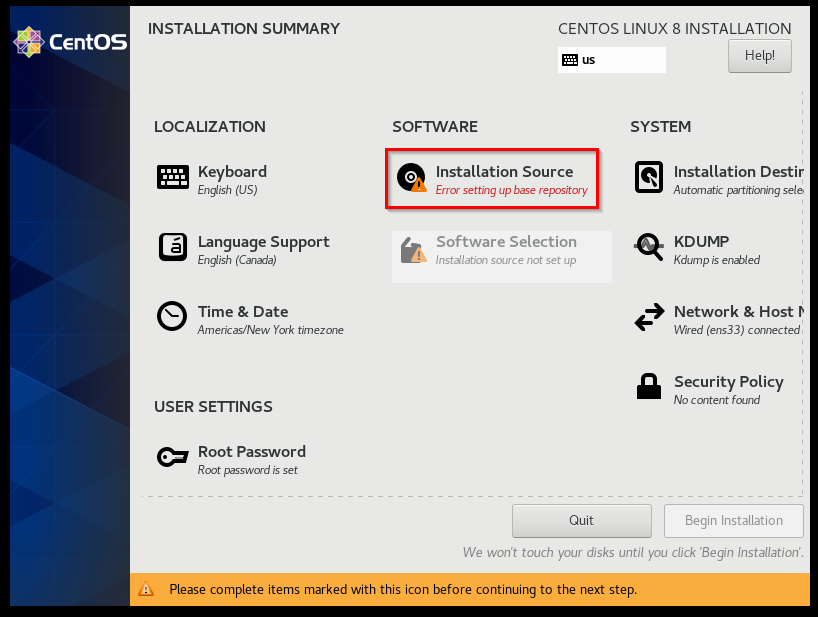 CentOS
INSTALLATION SUMMARY
CENTOS LINUX 8 INSTALLATION
us
Help!
LOCALIZATION
Keyboard
English (US)
Language Support
English (Canada)
Time & Date
Americas/New York timezone
USER SETTINGS
Root Password
Root password is set
SOFTWARE
Installation Source
Error setting up base repository
Software Selection
Installation source not set up
SYSTEM
Installation Destin
Automatic partitioning sele
KDUMP
Kdump is enabled
Network & Host N
Wired (ens33) connected
Security Policy
No content found
Quit
Begin Installation
We won't touch your disks until you click 'Begin Installation'.
Please complete items marked with this icon before continuing to the next step.